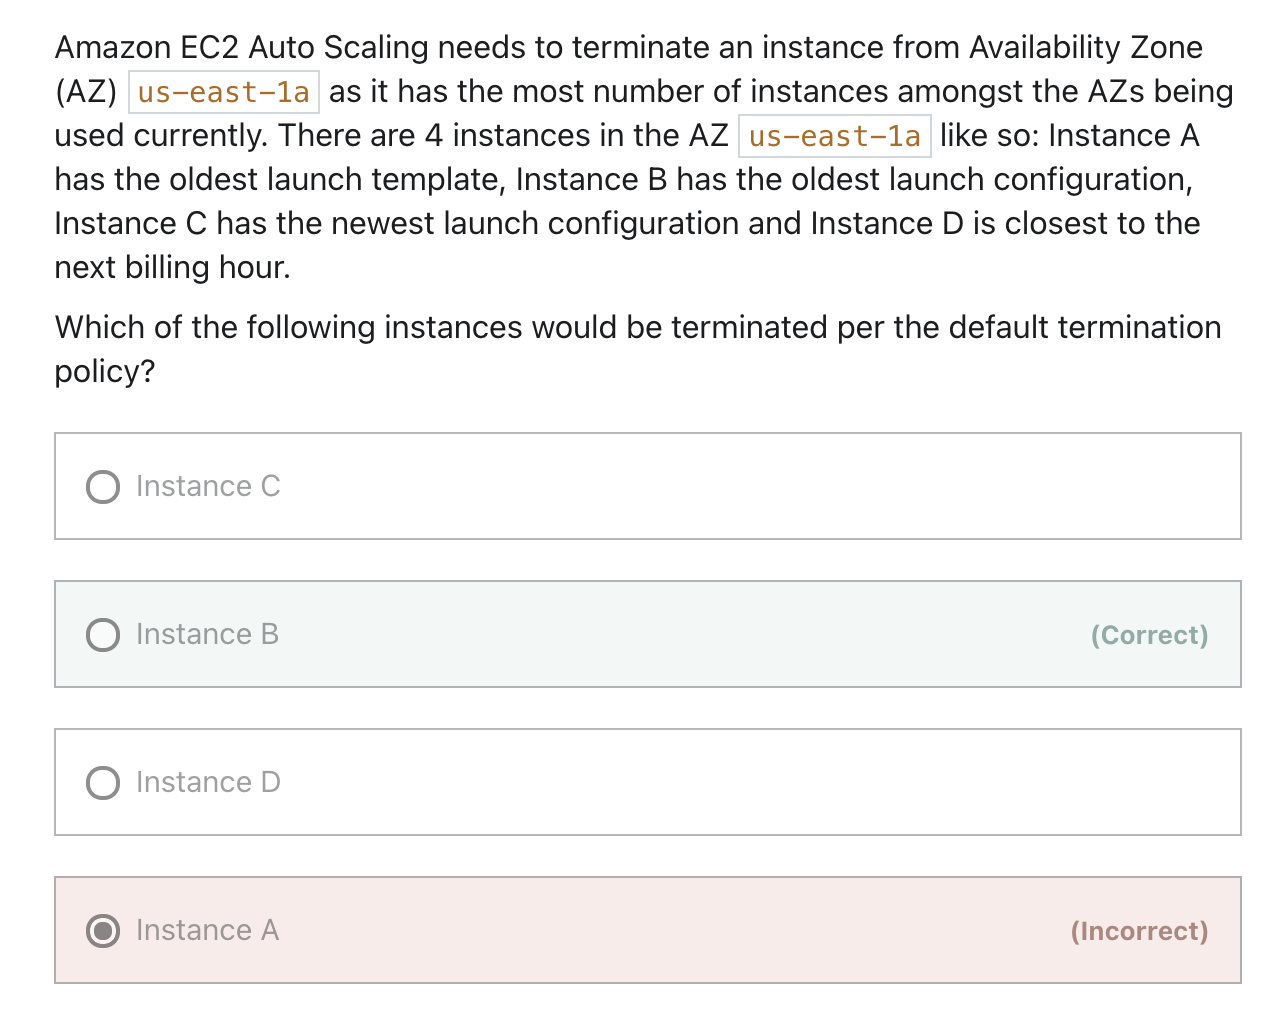 Amazon EC2 Auto Scaling needs to terminate an instance from Availability Zone
(AZ) us-east-1a as it has the most number of instances amongst the AZs being
used currently. There are 4 instances in the AZ us-east-1a like so: Instance A
has the oldest launch template, Instance B has the oldest launch configuration,
Instance C has the newest launch configuration and Instance D is closest to the
next billing hour.
Which of the following instances would be terminated per the default termination
policy?
Instance C
Instance B (Correct)
Instance D
Instance A (Incorrect)